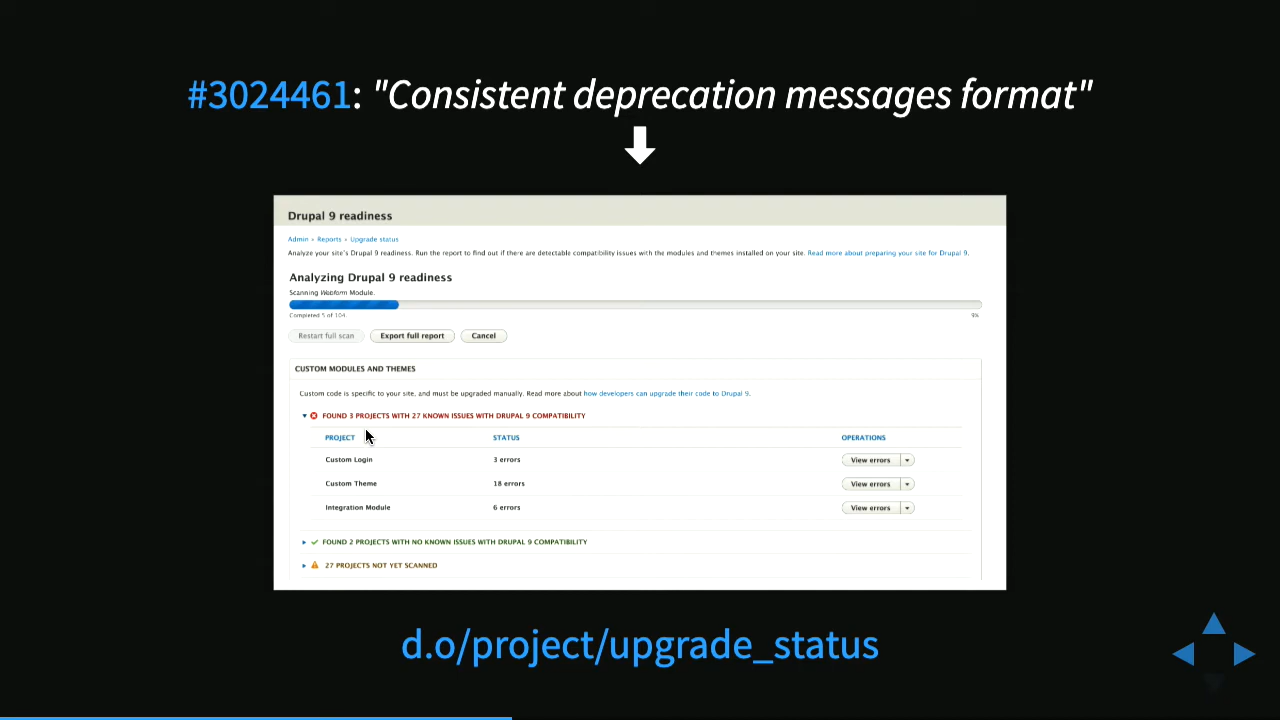 #3024461: "Consistent deprecation messages format"
Drupal 9 readiness
Admin » Reports » Upgrade status
Analyze your site's Drupal 9 readiness. Run the report to find out if there are detectable compatibility issues with the modules and themes installed on your site. Read more about preparing your site for Drupal 9.
Analyzing Drupal 9 readiness
Scanning Webform Module.
Completed 5 of 104.
9%
Restart full scan Export full report Cancel
CUSTOM MODULES AND THEMES
Custom code is specific to your site, and must be upgraded manually. Read more about how developers can upgrade their code to Drupal 9.
FOUND 3 PROJECTS WITH 27 KNOWN ISSUES WITH DRUPAL 9 COMPATIBILITY
PROJECT STATUS OPERATIONS
Custom Login 3 errors View errors
Custom Theme 18 errors View errors
Integration Module 6 errors View errors
FOUND 2 PROJECTS WITH NO KNOWN ISSUES WITH DRUPAL 9 COMPATIBILITY
27 PROJECTS NOT YET SCANNED
d.o/project/upgrade_status